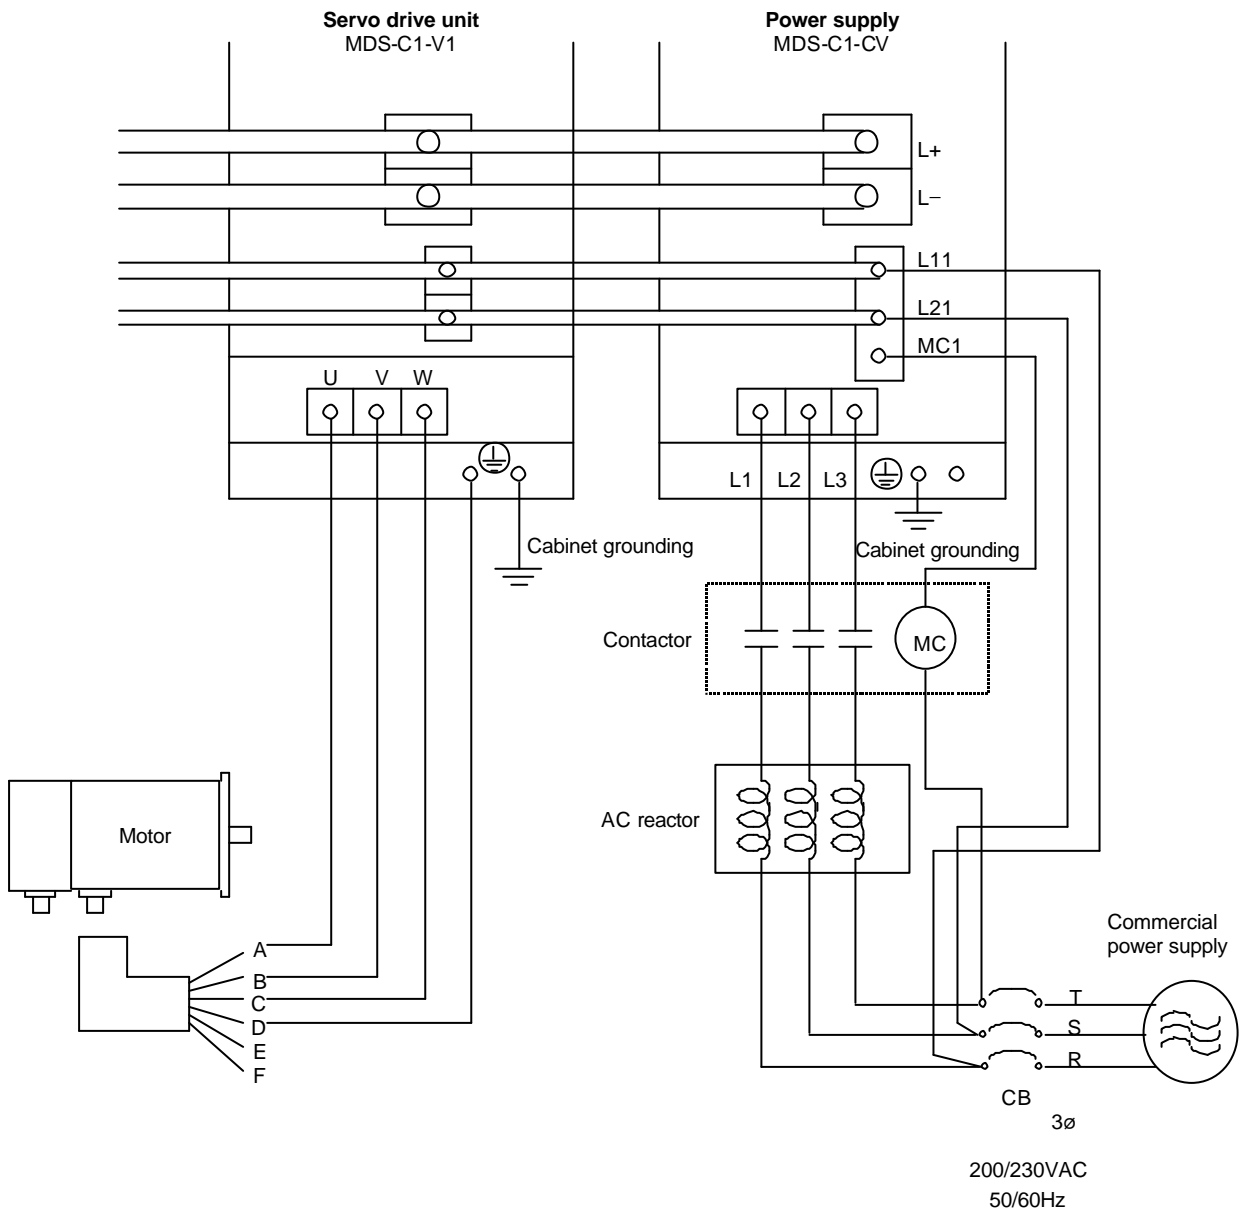 Servo drive unit
MDS-C1-V1
Power supply
MDS-C1-CV
L+
L−
L11
L21
MC1
U V W
L1 L2 L3
Cabinet grounding
Cabinet grounding
Contactor
MC
AC reactor
Motor
A
B
C
D
E
F
Commercial
power supply
T
S
R
CB
3ø
200/230VAC
50/60Hz